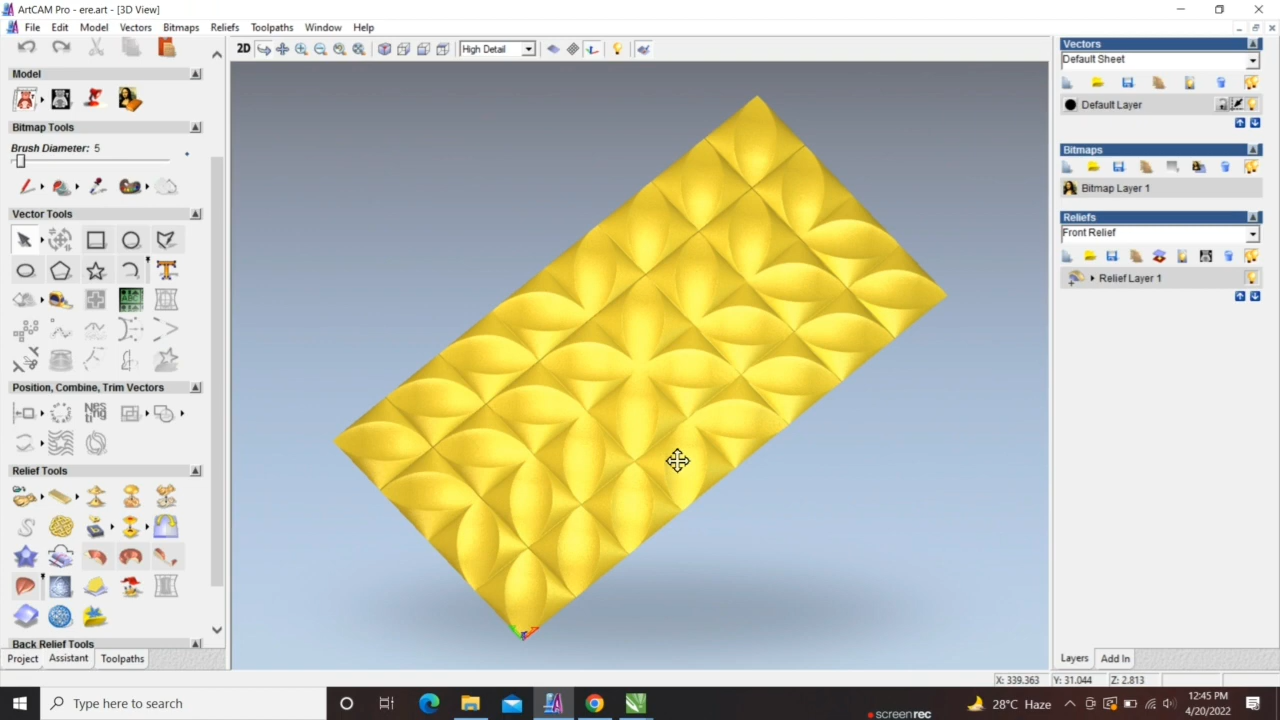 ArtCAM Pro - ere.art - [3D View]
File Edit Model Vectors Bitmaps Reliefs Toolpaths Window Help
2D
High Detail
Model
Bitmap Tools
Brush Diameter: 5
Vector Tools
Position, Combine, Trim Vectors
Relief Tools
Back Relief Tools
Project Assistant Toolpaths
Vectors
Default Sheet
Default Layer
Bitmaps
Bitmap Layer 1
Reliefs
Front Relief
Relief Layer 1
Layers Add In
X: 339.363 Y: 31.044 Z: 2.813
Type here to search
screenrec
28°C Haze
12:45 PM
4/20/2022